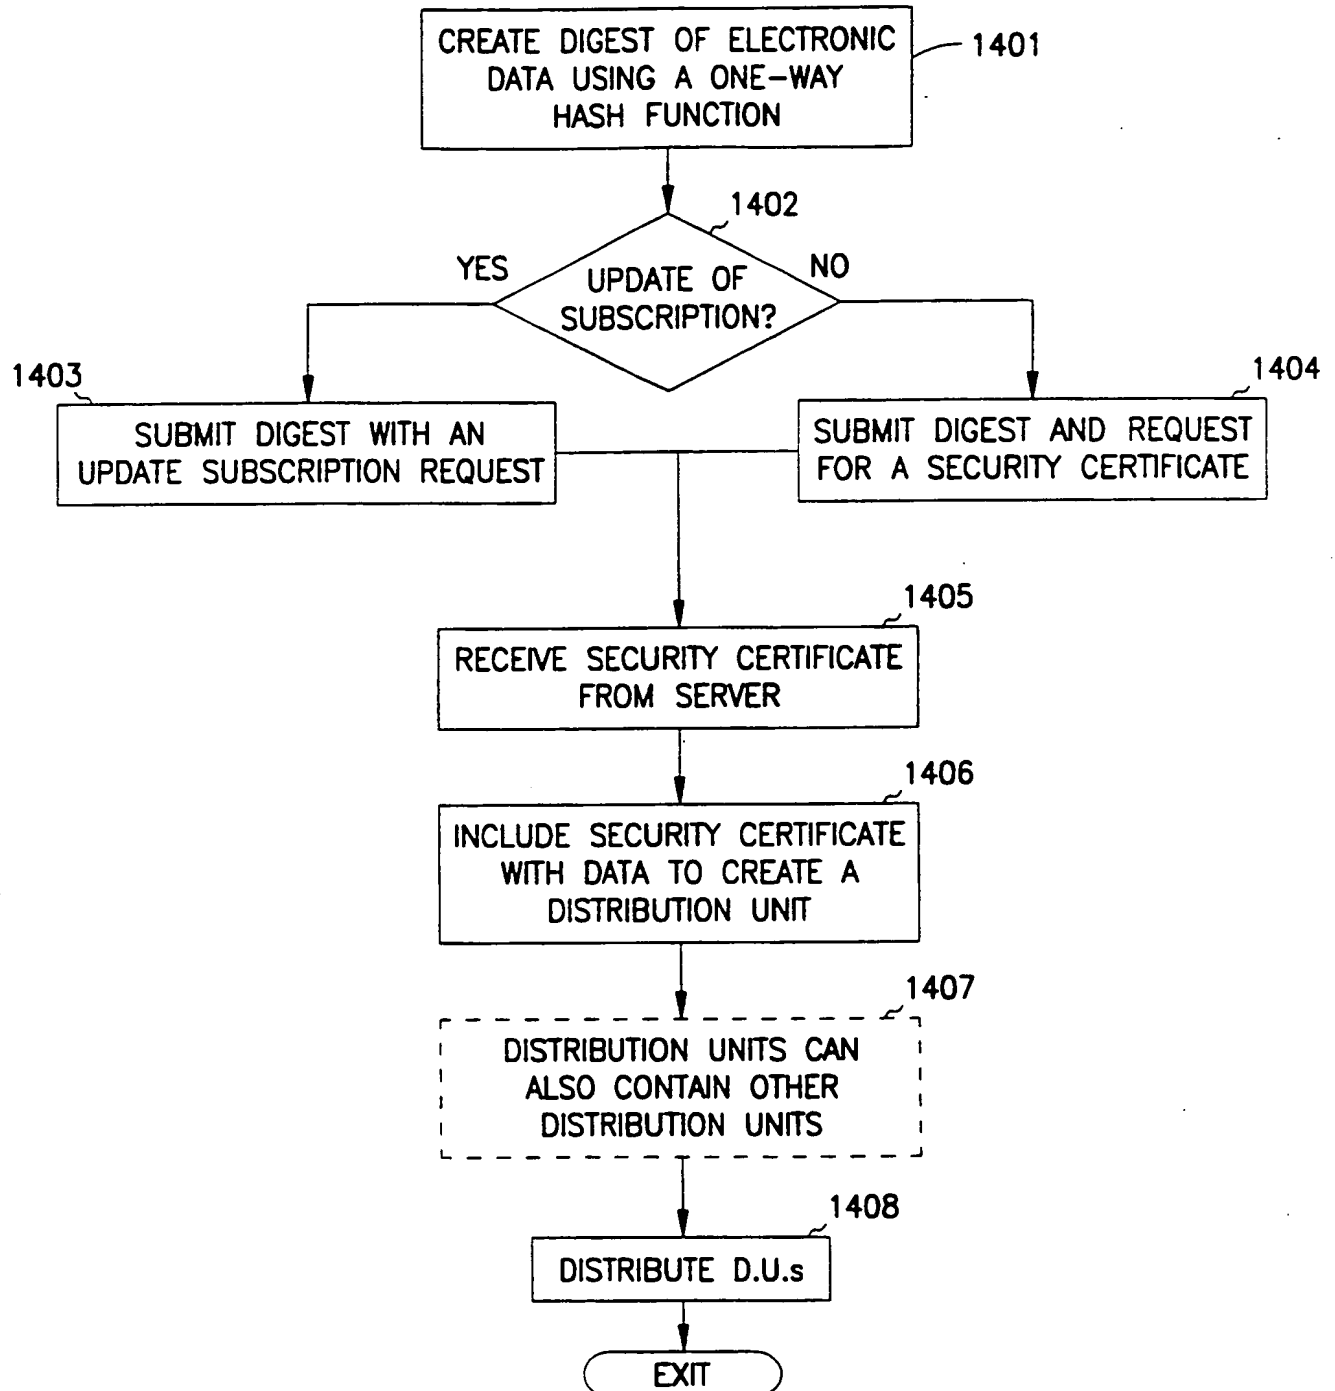 CREATE DIGEST OF ELECTRONIC
DATA USING A ONE-WAY
HASH FUNCTION
1401
1402
YES
UPDATE OF
SUBSCRIPTION?
NO
1403
SUBMIT DIGEST WITH AN
UPDATE SUBSCRIPTION REQUEST
1404
SUBMIT DIGEST AND REQUEST
FOR A SECURITY CERTIFICATE
1405
RECEIVE SECURITY CERTIFICATE
FROM SERVER
1406
INCLUDE SECURITY CERTIFICATE
WITH DATA TO CREATE A
DISTRIBUTION UNIT
1407
DISTRIBUTION UNITS CAN
ALSO CONTAIN OTHER
DISTRIBUTION UNITS
1408
DISTRIBUTE D.U.s
EXIT